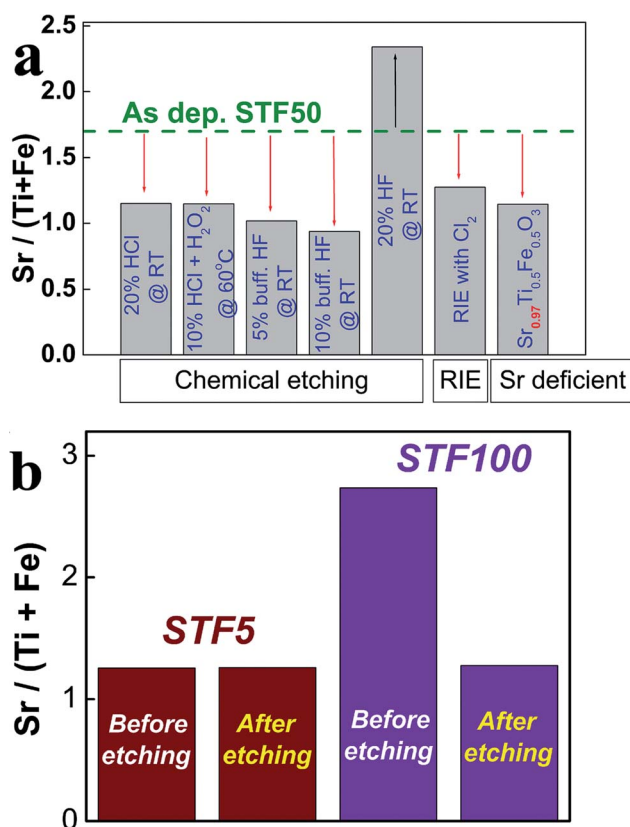 a
Sr / (Ti+Fe)
2.5
2.0
1.5
1.0
0.5
0.0
As dep. STF50
20% HCl
@ RT
10% HCl + H2O2
@ 60°C
5% buff. HF
@ RT
10% buff. HF
@ RT
20% HF
@ RT
RIE with Cl2
Sr0.97Ti0.5Fe0.5O3
Chemical etching
RIE
Sr deficient
b
Sr / (Ti + Fe)
3
2
1
0
STF5
STF100
Before
etching
After
etching
Before
etching
After
etching